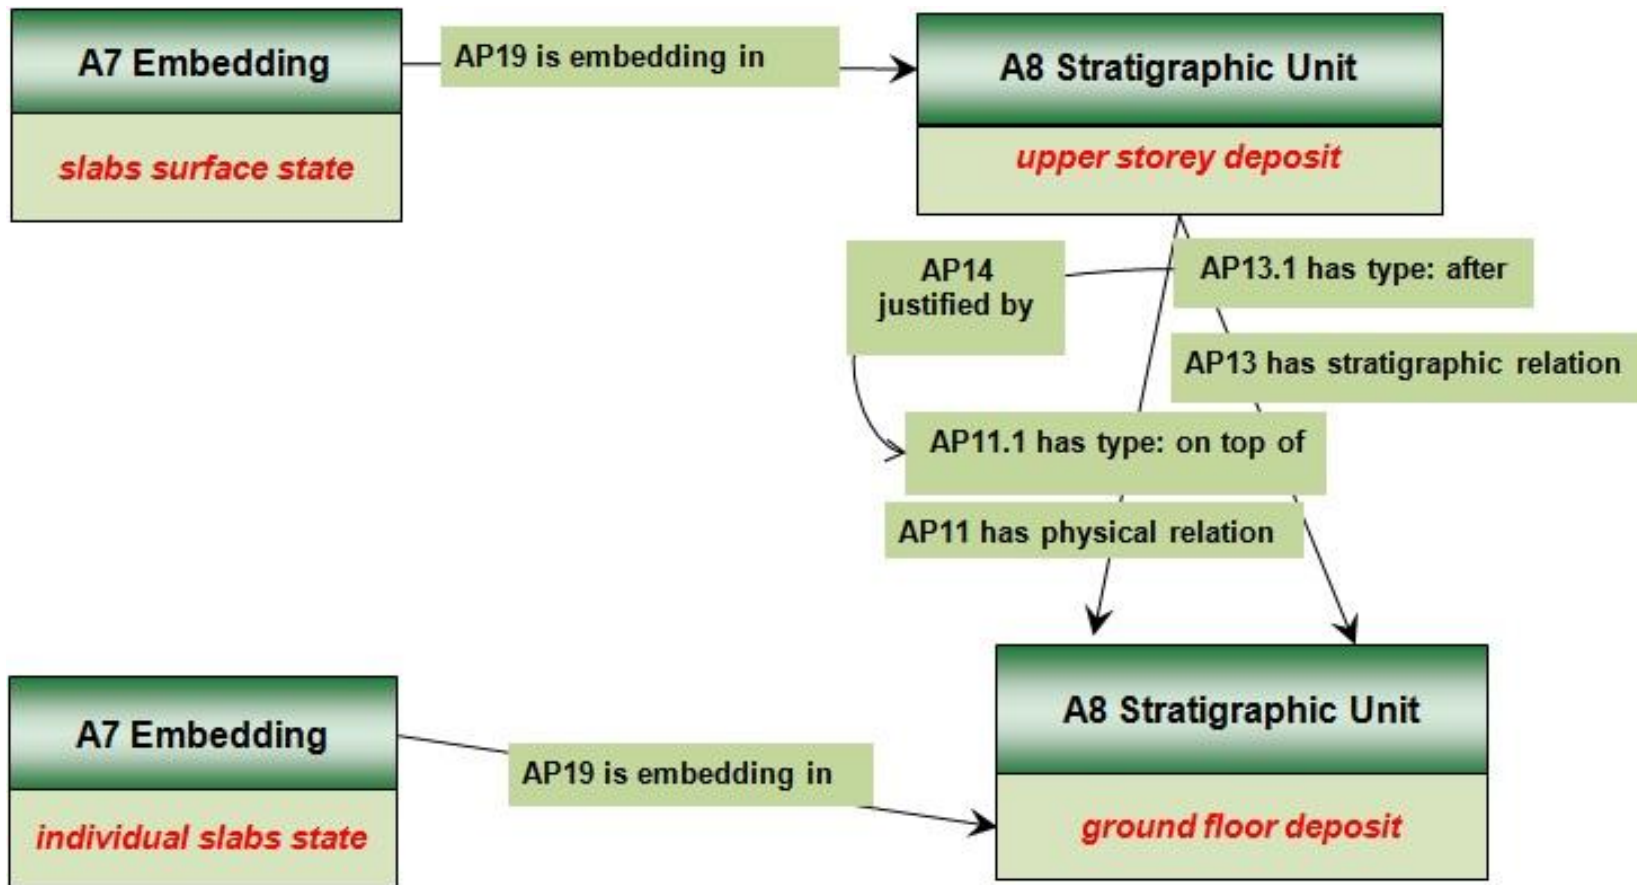 A7 Embedding
slabs surface state
AP19 is embedding in
A8 Stratigraphic Unit
upper storey deposit
AP14
justified by
AP13.1 has type: after
AP13 has stratigraphic relation
AP11.1 has type: on top of
AP11 has physical relation
A7 Embedding
individual slabs state
AP19 is embedding in
A8 Stratigraphic Unit
ground floor deposit